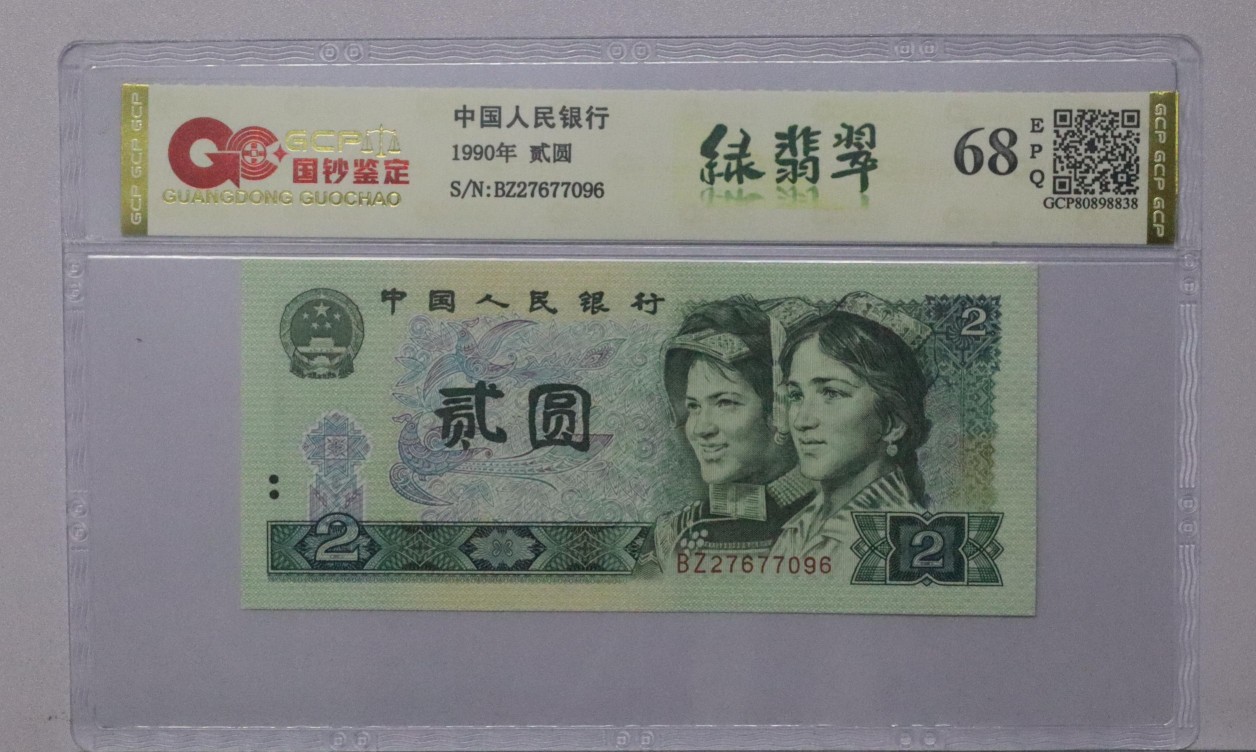 GCP GCP GCP
GCP
国钞鉴定
GUANGDONG GUOCHAO
中国人民银行
1990年 贰圆
S/N:BZ27677096
绿翡翠
68
EPQ
GCP80898838
GCP GCP GCP
中国人民银行
2
贰圆
2
BZ27677096
2